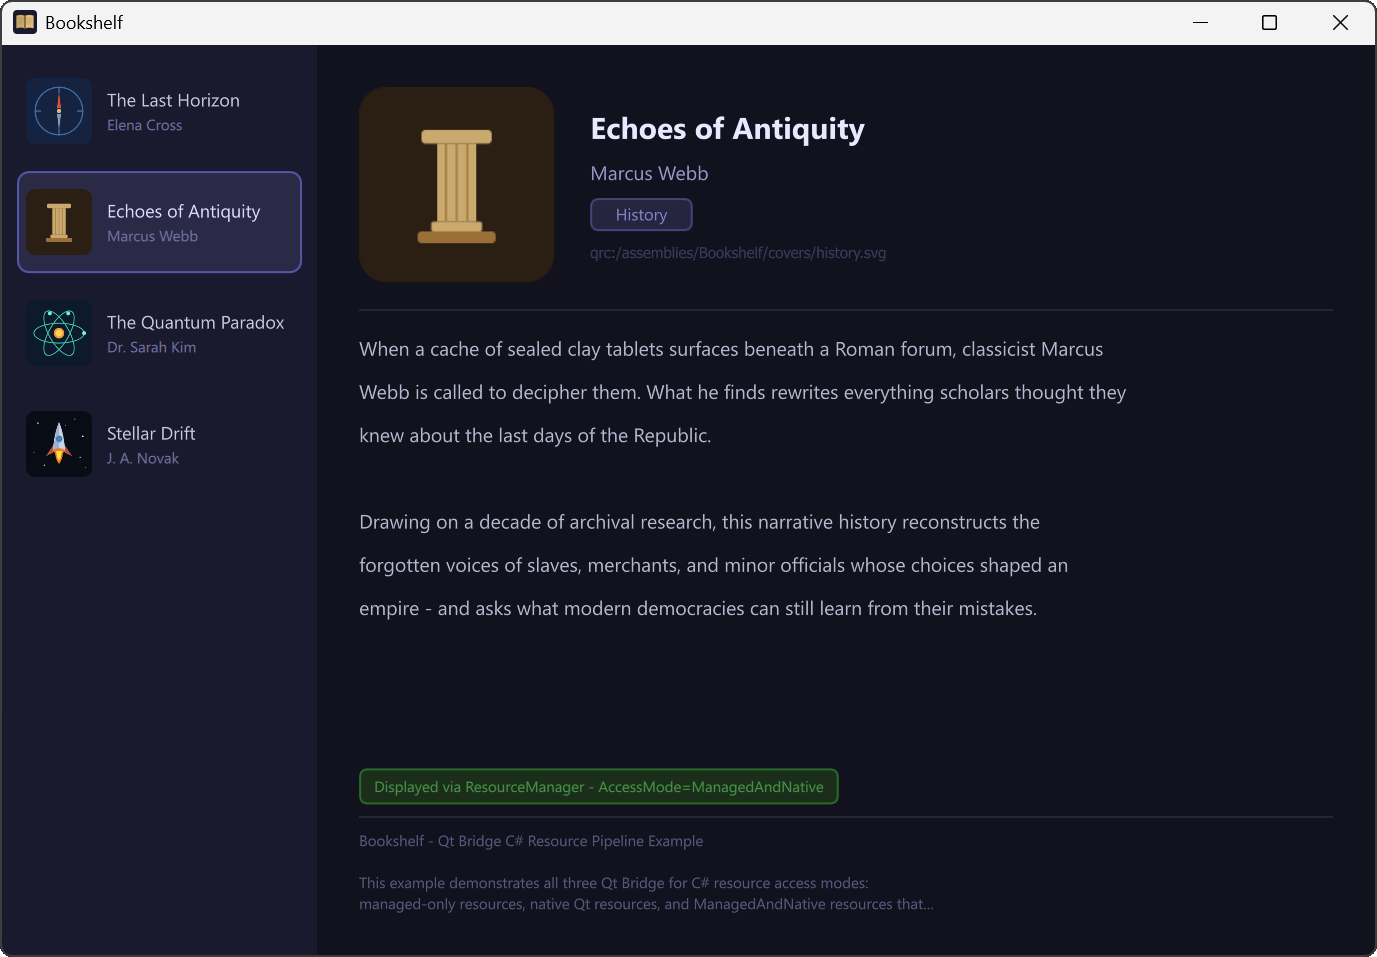 Bookshelf
The Last Horizon
Elena Cross
Echoes of Antiquity
Marcus Webb
The Quantum Paradox
Dr. Sarah Kim
Stellar Drift
J. A. Novak
Echoes of Antiquity
Marcus Webb
History
qrc:/assemblies/Bookshelf/covers/history.svg
When a cache of sealed clay tablets surfaces beneath a Roman forum, classicist Marcus
Webb is called to decipher them. What he finds rewrites everything scholars thought they
knew about the last days of the Republic.
Drawing on a decade of archival research, this narrative history reconstructs the
forgotten voices of slaves, merchants, and minor officials whose choices shaped an
empire - and asks what modern democracies can still learn from their mistakes.
Displayed via ResourceManager - AccessMode=ManagedAndNative
Bookshelf - Qt Bridge C# Resource Pipeline Example
This example demonstrates all three Qt Bridge for C# resource access modes:
managed-only resources, native Qt resources, and ManagedAndNative resources that...